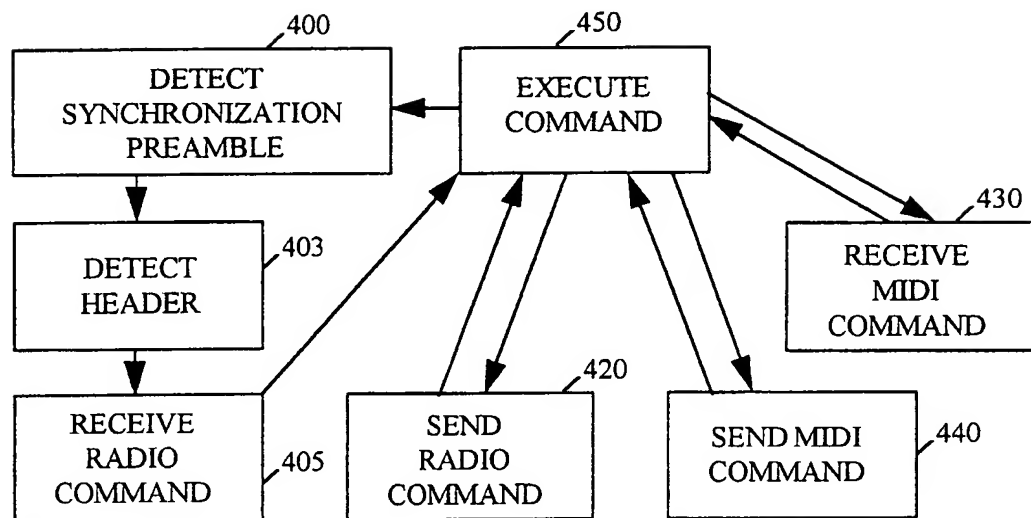 400
DETECT
SYNCHRONIZATION
PREAMBLE
450
EXECUTE
COMMAND
403
DETECT
HEADER
430
RECEIVE
MIDI
COMMAND
405
RECEIVE
RADIO
COMMAND
420
SEND
RADIO
COMMAND
440
SEND MIDI
COMMAND